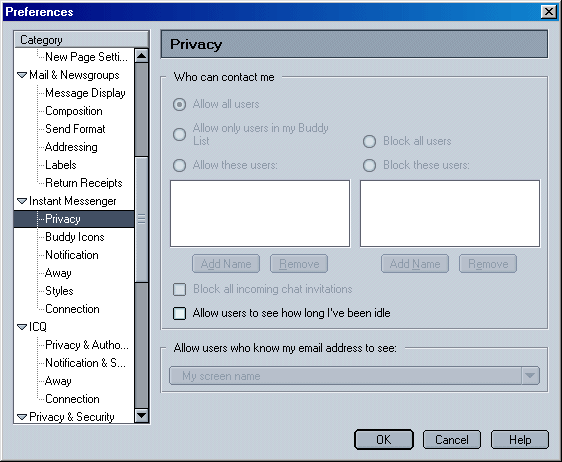 Preferences
Category
New Page Setti...
Mail & Newsgroups
Message Display
Composition
Send Format
Addressing
Labels
Return Receipts
Instant Messenger
Privacy
Buddy Icons
Notification
Away
Styles
Connection
ICQ
Privacy & Autho...
Notification & S...
Away
Connection
Privacy & Security
Privacy
Who can contact me
Allow all users
Allow only users in my Buddy
List
Block all users
Allow these users:
Block these users:
Add Name
Remove
Add Name
Remove
Block all incoming chat invitations
Allow users to see how long I've been idle
Allow users who know my email address to see:
My screen name
OK
Cancel
Help